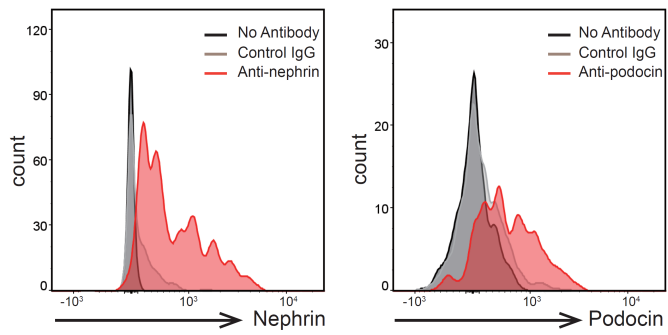 120
90
60
30
0
count
No Antibody
Control IgG
Anti-nephrin
-10³
10³
10⁴
Nephrin
30
20
10
0
count
No Antibody
Control IgG
Anti-podocin
-10³
10³
10⁴
Podocin